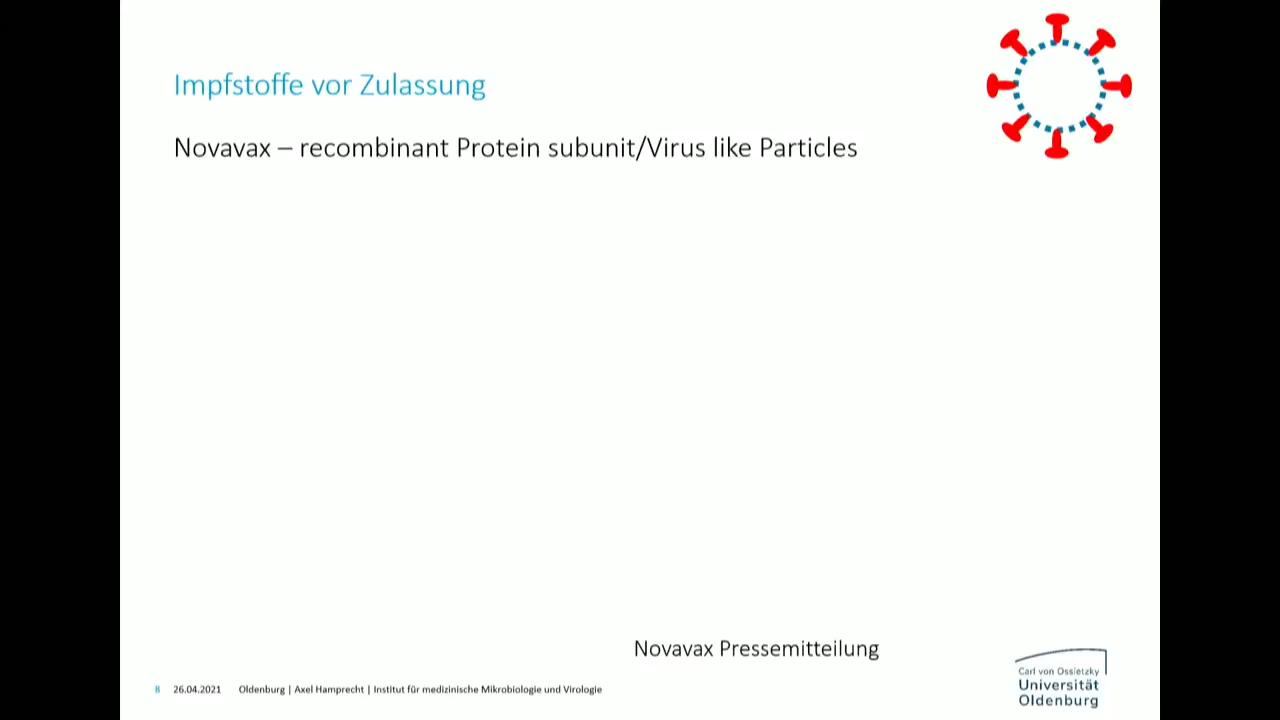 Impfstoffe vor Zulassung
Novavax – recombinant Protein subunit/Virus like Particles
Novavax Pressemitteilung
8 26.04.2021 Oldenburg | Axel Hamprecht | Institut für medizinische Mikrobiologie und Virologie
Carl von Ossietzky
Universität
Oldenburg